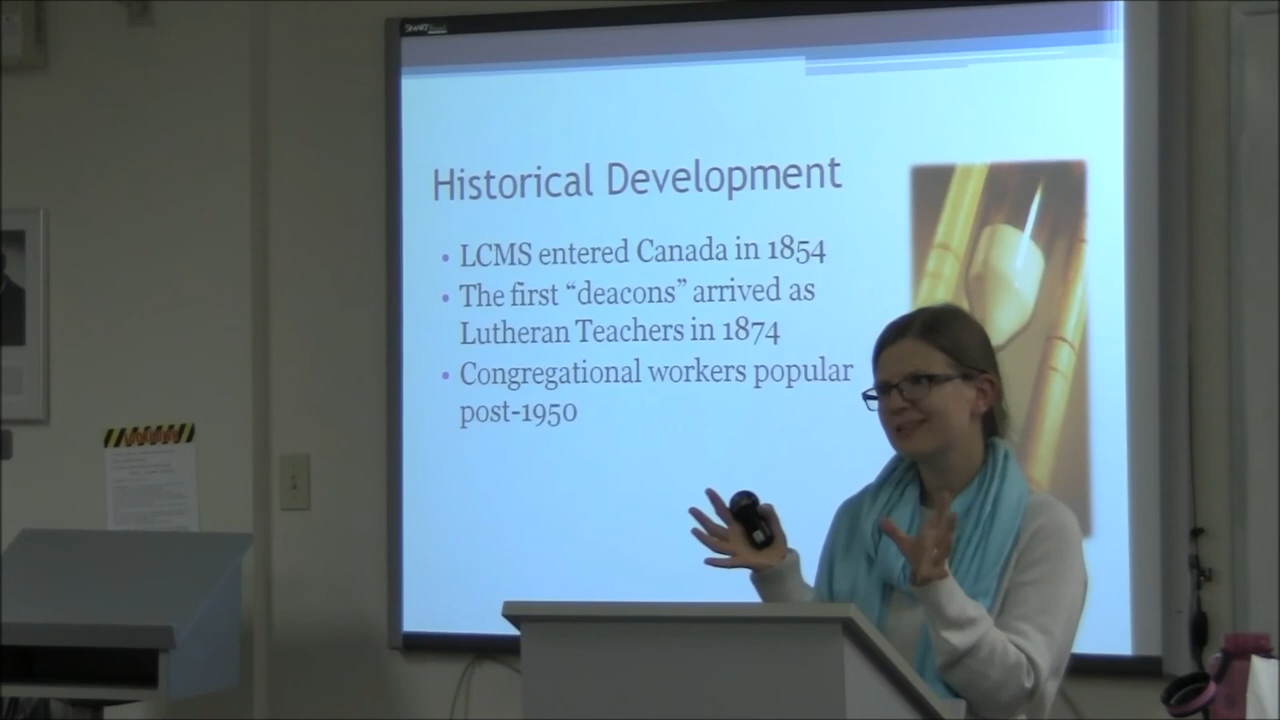 SMART
Historical Development
• LCMS entered Canada in 1854
• The first “deacons” arrived as
Lutheran Teachers in 1874
• Congregational workers popular
post-1950